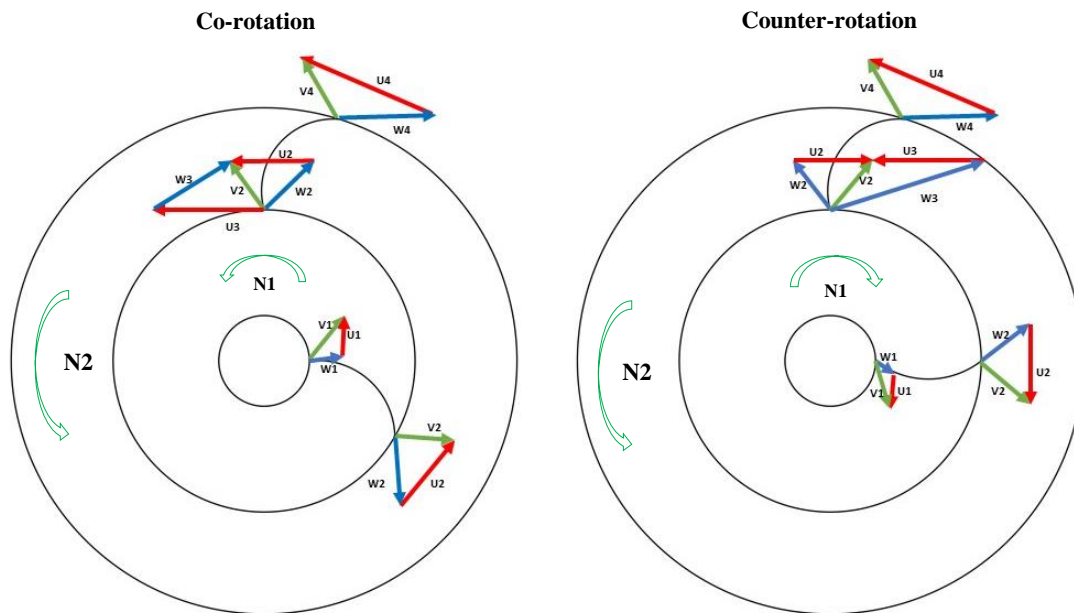 Co-rotation
U4
V4
W4
U2
W3
V2
W2
U3
N1
N2
V1
U1
W1
V2
W2
U2
Counter-rotation
U4
V4
W4
U2
U3
W2
V2
W3
N1
N2
W1
V1
U1
W2
V2
U2